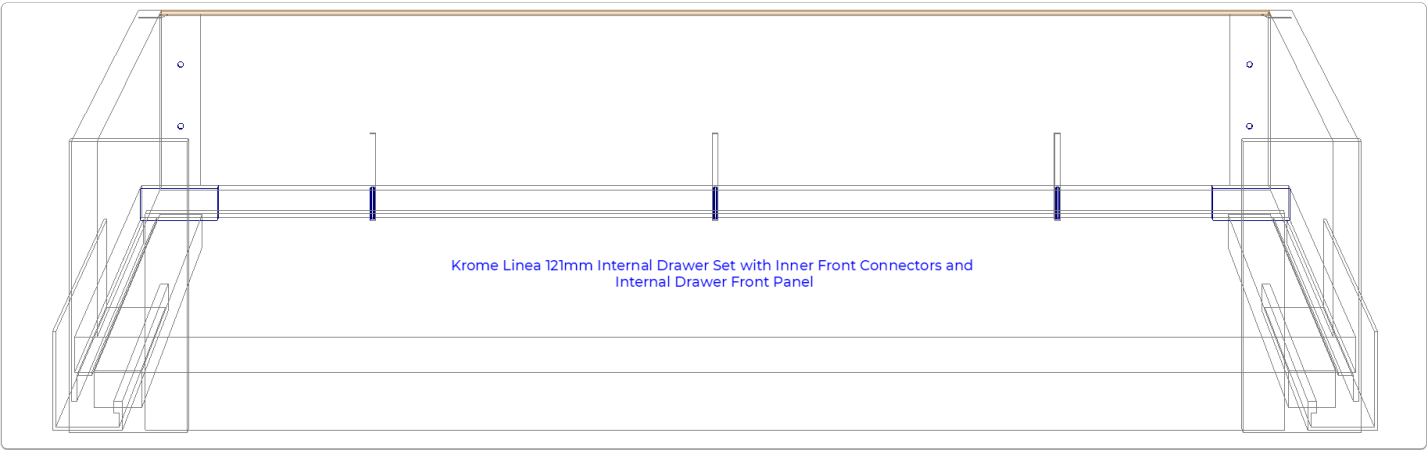 Krome Linea 121mm Internal Drawer Set with Inner Front Connectors and
Internal Drawer Front Panel